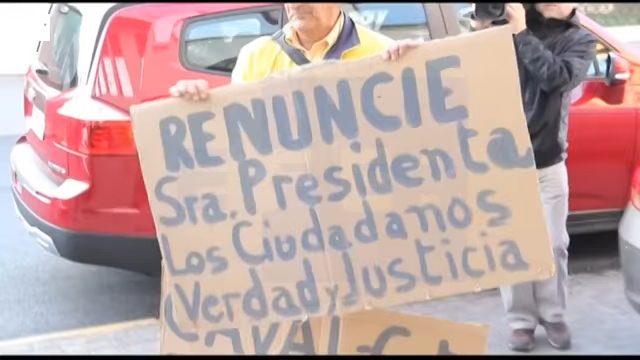 RENUNCIE
Sra. Presidenta
Los Ciudadanos
(Verdad y Justicia